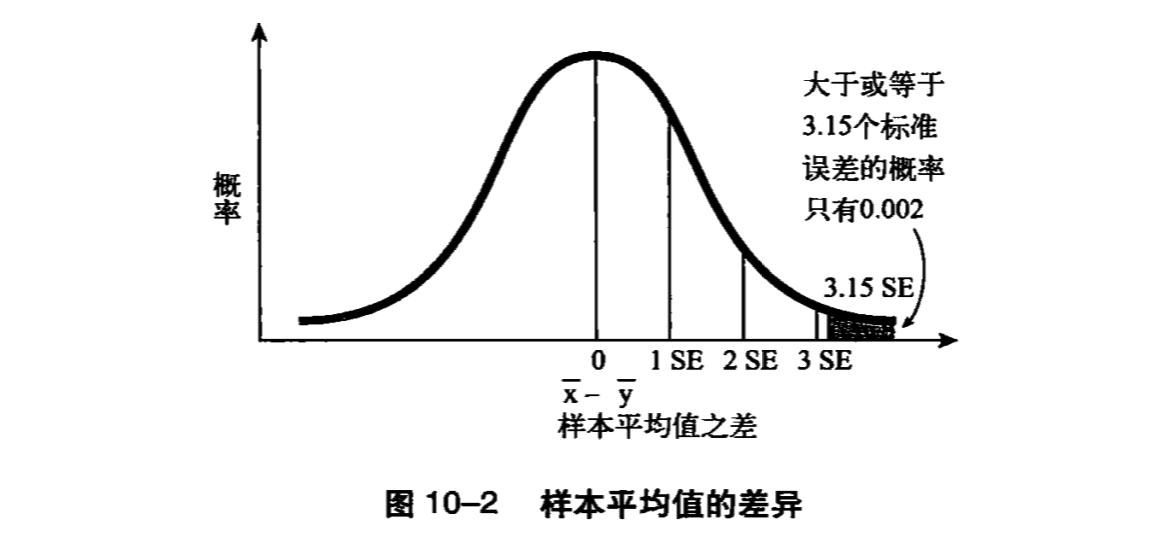 大于或等于
3.15个标准
误差的概率
只有0.002
概率
3.15 SE
0 1 SE 2 SE 3 SE
x̅ – y̅
样本平均值之差
图 10–2 样本平均值的差异